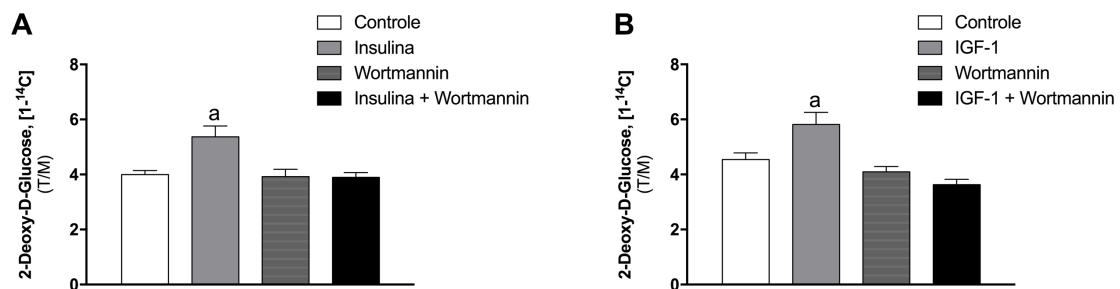 A
Controle
Insulina
Wortmannin
Insulina + Wortmannin
2-Deoxy-D-Glucose, [1-¹⁴C]
(T/M)
8
6
4
2
0
a
B
Controle
IGF-1
Wortmannin
IGF-1 + Wortmannin
2-Deoxy-D-Glucose, [1-¹⁴C]
(T/M)
8
6
4
2
0
a